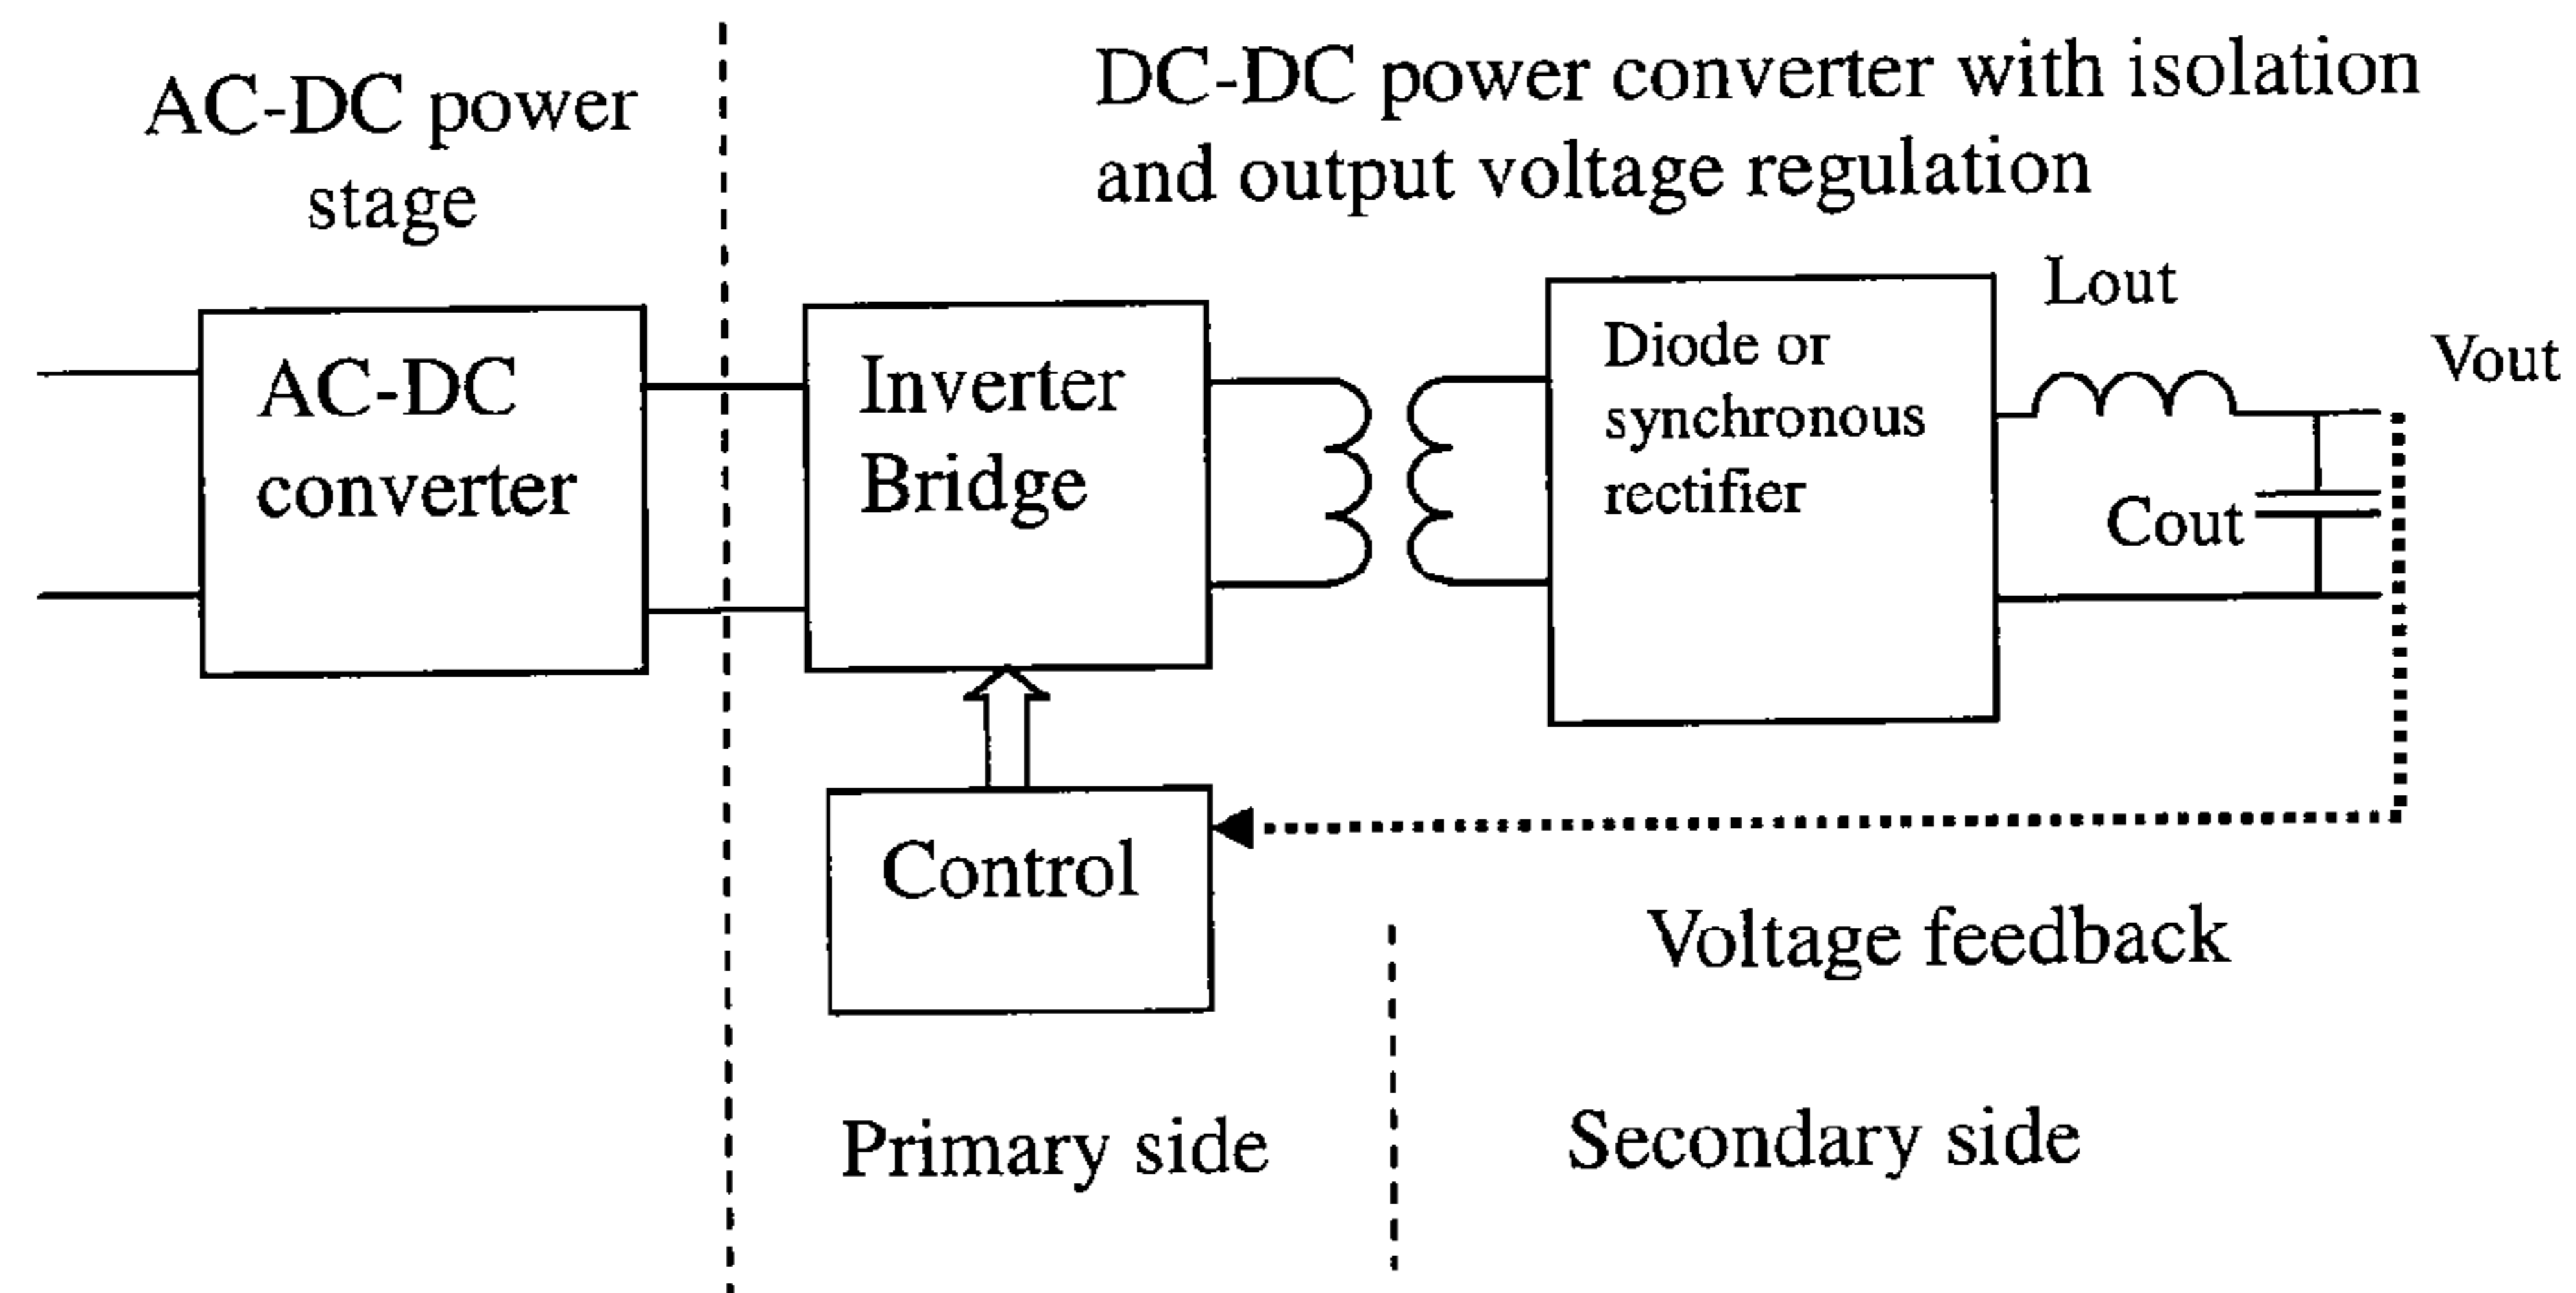 AC-DC power
stage
DC-DC power converter with isolation
and output voltage regulation
AC-DC
converter
Inverter
Bridge
Diode or
synchronous
rectifier
Lout
Vout
Cout
Control
Voltage feedback
Primary side
Secondary side